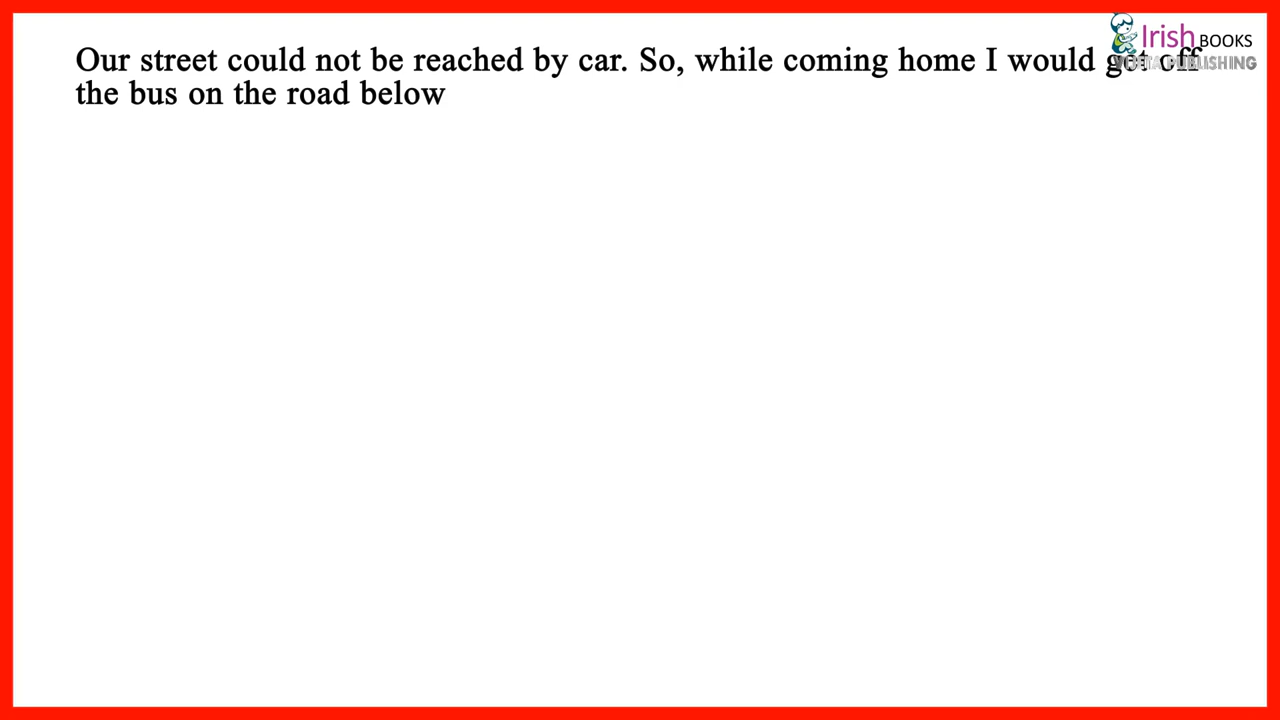 Our street could not be reached by car. So, while coming home I would get off
the bus on the road below
Irish BOOKS
PUBLISHING